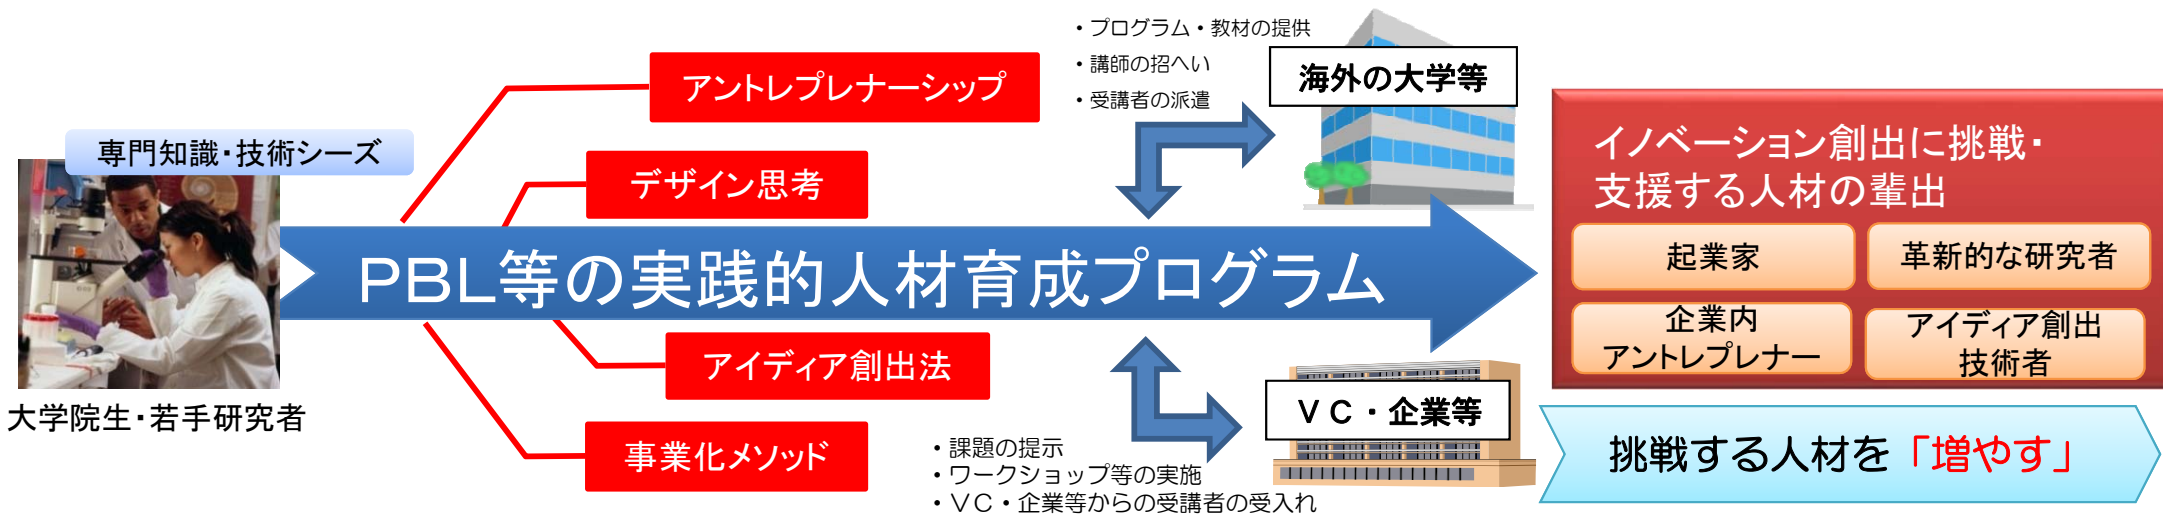 専門知識・技術シーズ
大学院生・若手研究者
アントレプレナーシップ
デザイン思考
PBL等の実践的人材育成プログラム
アイディア創出法
事業化メソッド
・プログラム・教材の提供
・講師の招へい
・受講者の派遣
海外の大学等
VC・企業等
・課題の提示
・ワークショップ等の実施
・VC・企業等からの受講者の受入れ
イノベーション創出に挑戦・
支援する人材の輩出
起業家
革新的な研究者
企業内
アントレプレナー
アイディア創出
技術者
挑戦する人材を「増やす」